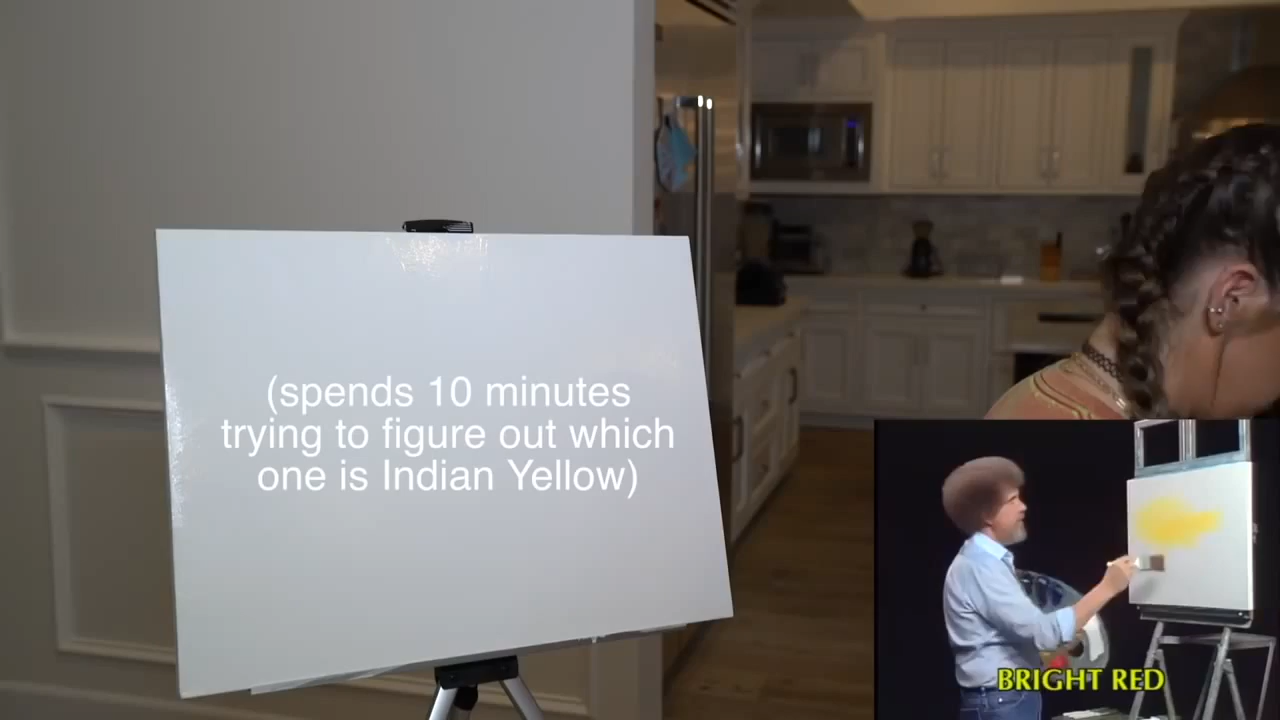 (spends 10 minutes
trying to figure out which
one is Indian Yellow)
BRIGHT RED